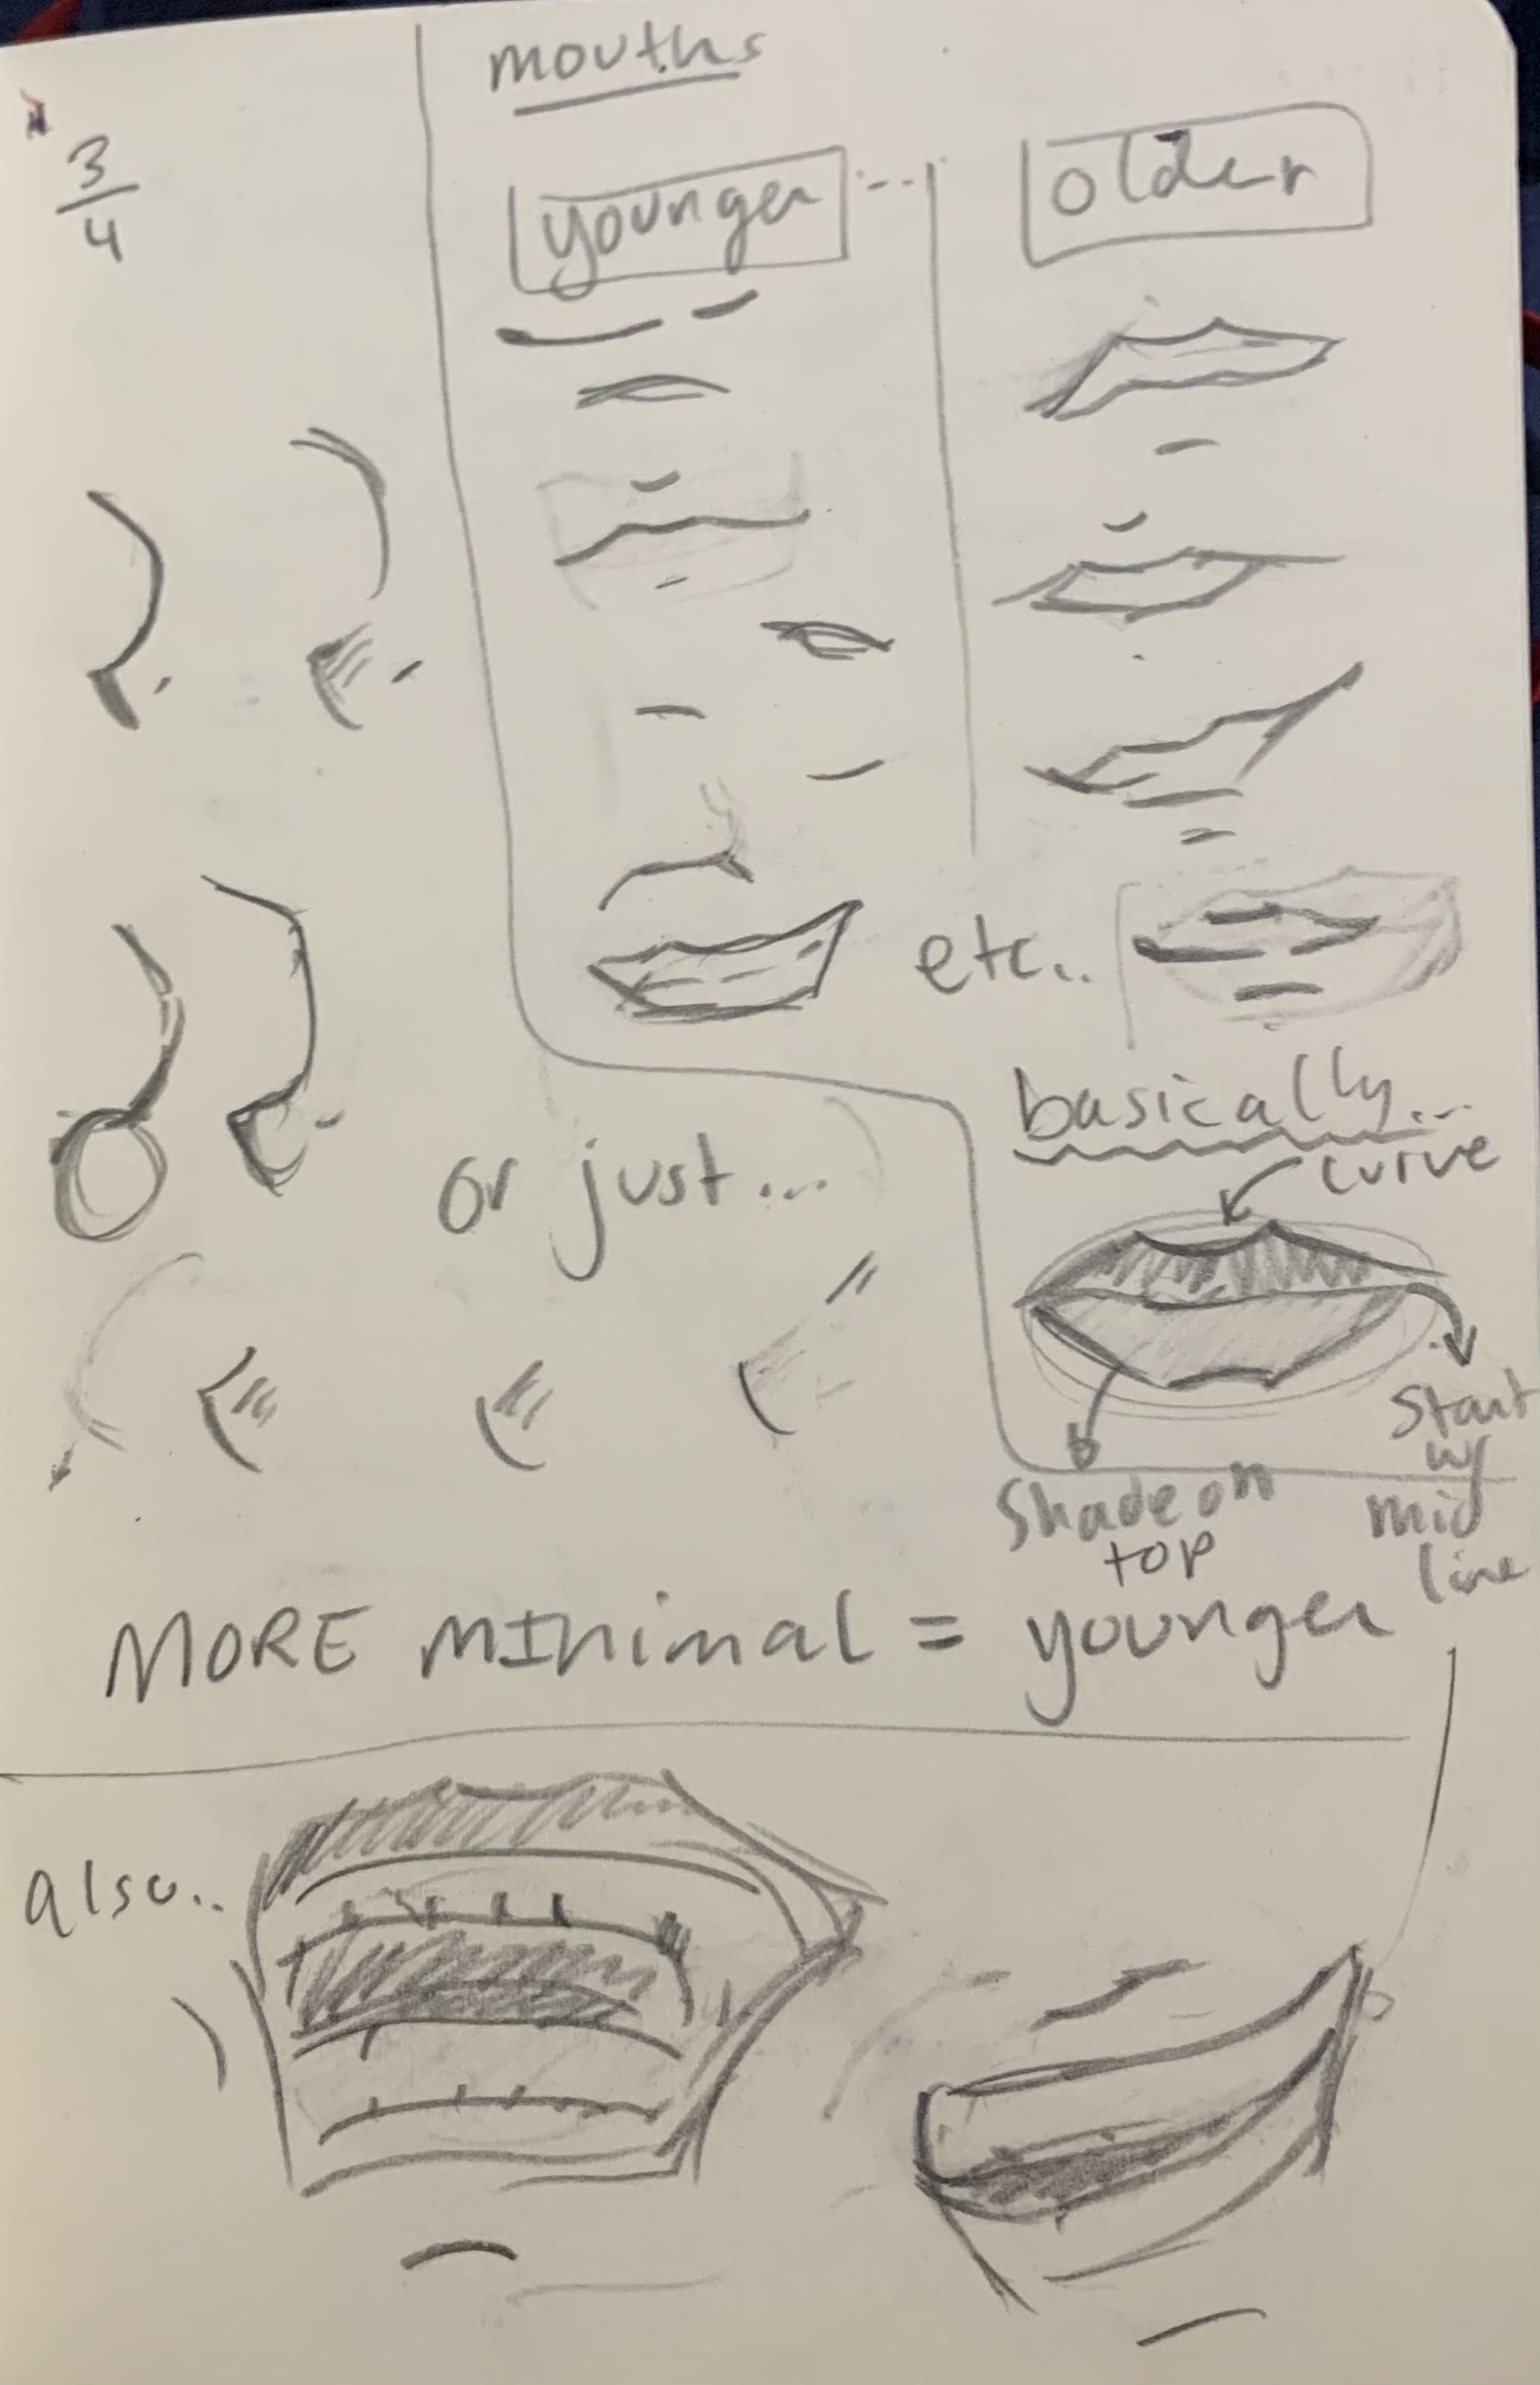 3
4
mouths
younger ...
older
etc..
basically...
curve
or just...
Start
w/
mid
line
Shade on
top
MORE minimal = younger
also..